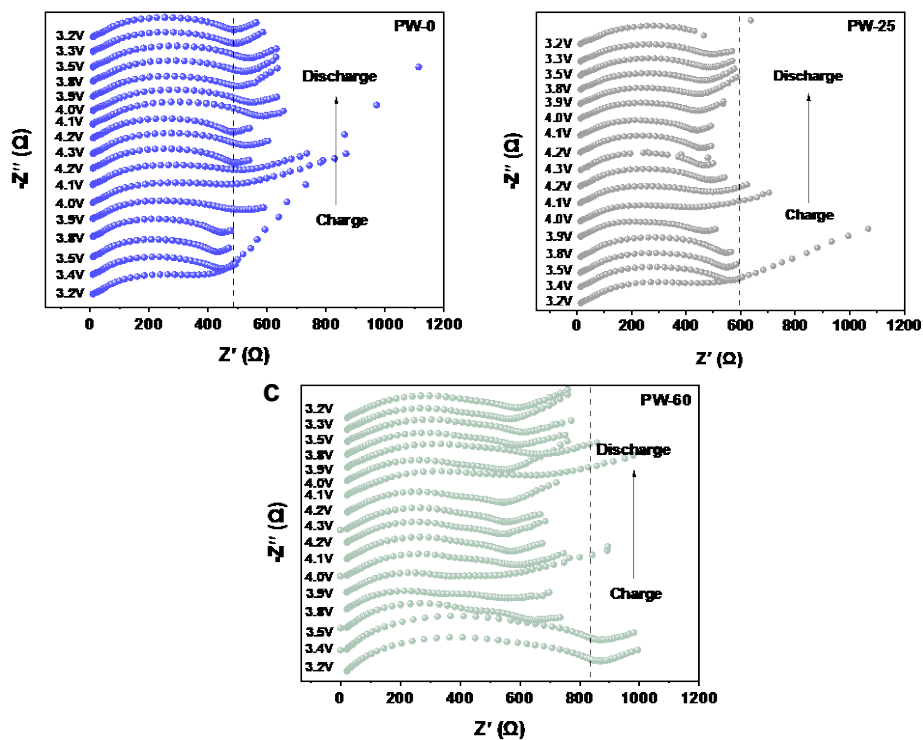 PW-0
3.2V
3.3V
3.5V
3.8V
3.9V
4.0V
4.1V
4.2V
4.3V
4.2V
4.1V
4.0V
3.9V
3.8V
3.5V
3.4V
3.2V
Discharge
Charge
-Z″ (Ω)
0 200 400 600 800 1000 1200
Z′ (Ω)
PW-25
3.2V
3.3V
3.5V
3.8V
3.9V
4.0V
4.1V
4.2V
4.3V
4.2V
4.1V
4.0V
3.9V
3.8V
3.5V
3.4V
3.2V
Discharge
Charge
-Z″ (Ω)
0 200 400 600 800 1000 1200
Z′ (Ω)
C
PW-60
3.2V
3.3V
3.5V
3.8V
3.9V
4.0V
4.1V
4.2V
4.3V
4.2V
4.1V
4.0V
3.9V
3.8V
3.5V
3.4V
3.2V
Discharge
Charge
-Z″ (Ω)
0 200 400 600 800 1000 1200
Z′ (Ω)